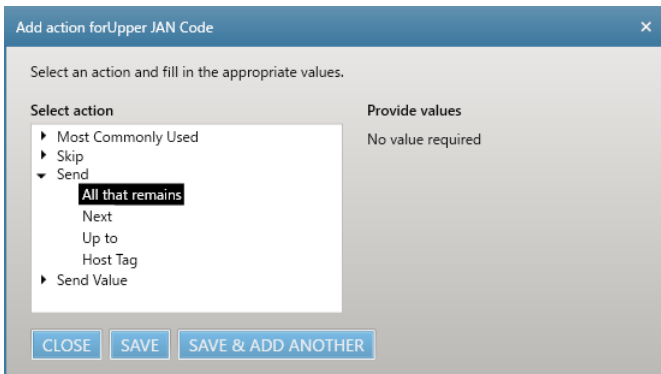 Add action forUpper JAN Code
Select an action and fill in the appropriate values.
Select action
Most Commonly Used
Skip
Send
All that remains
Next
Up to
Host Tag
Send Value
Provide values
No value required
CLOSE SAVE SAVE & ADD ANOTHER